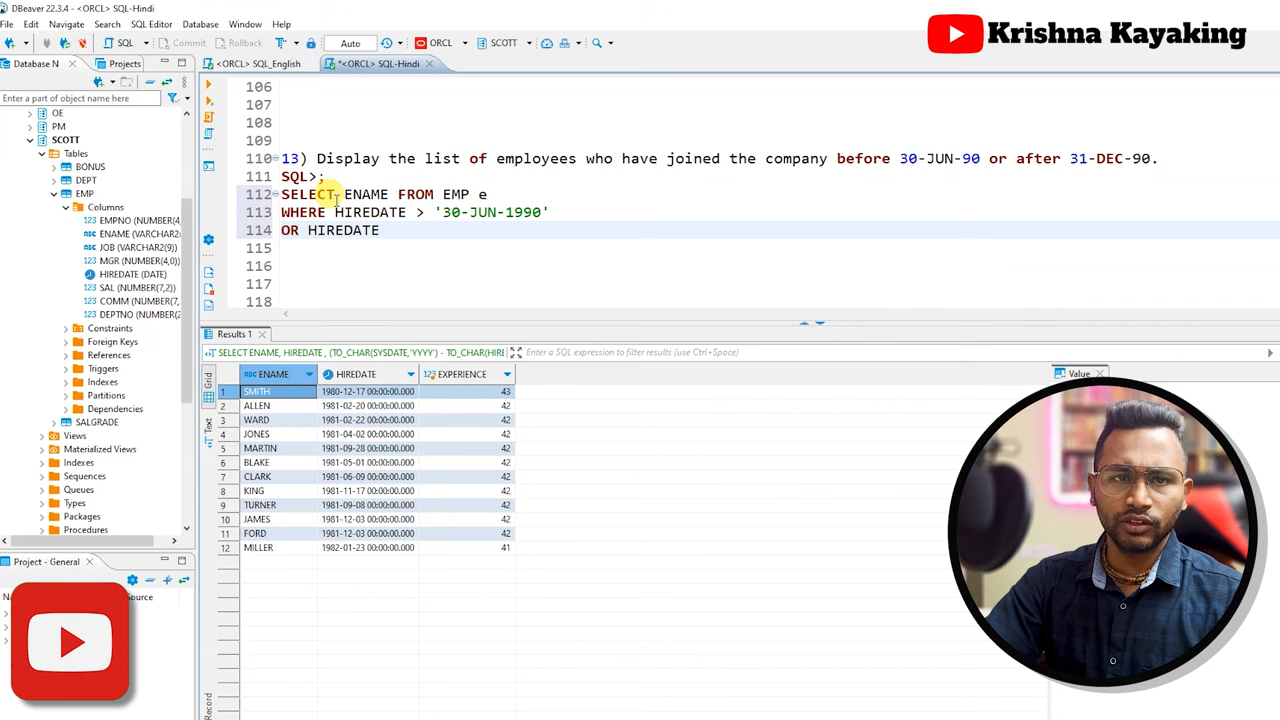 DBeaver 22.3.4 - <ORCL> SQL-Hindi
File Edit Navigate Search SQL Editor Database Window Help
SQL Commit Rollback Auto ORCL SCOTT
Krishna Kayaking
Database N Projects
<ORCL> SQL_English *<ORCL> SQL-Hindi
Enter a part of object name here
OE
PM
SCOTT
Tables
BONUS
DEPT
EMP
Columns
123 EMPNO (NUMBER(4,
ABC ENAME (VARCHAR2(
ABC JOB (VARCHAR2(9))
123 MGR (NUMBER(4,0))
HIREDATE (DATE)
123 SAL (NUMBER(7,2))
123 COMM (NUMBER(7,
123 DEPTNO (NUMBER(2
Constraints
Foreign Keys
References
Triggers
Indexes
Partitions
Dependencies
SALGRADE
Views
Materialized Views
Indexes
Sequences
Queues
Types
Packages
Procedures
Project - General
Source
106
107
108
109
110 13) Display the list of employees who have joined the company before 30-JUN-90 or after 31-DEC-90.
111 SQL>;
112 SELECT ENAME FROM EMP e
113 WHERE HIREDATE > '30-JUN-1990'
114 OR HIREDATE
115
116
117
118
Results 1
SELECT ENAME, HIREDATE , (TO_CHAR(SYSDATE,'YYYY') - TO_CHAR(HIRE Enter a SQL expression to filter results (use Ctrl+Space)
Grid
Text
Record
ABC ENAME HIREDATE 123 EXPERIENCE
1 SMITH 1980-12-17 00:00:00.000 43
2 ALLEN 1981-02-20 00:00:00.000 42
3 WARD 1981-02-22 00:00:00.000 42
4 JONES 1981-04-02 00:00:00.000 42
5 MARTIN 1981-09-28 00:00:00.000 42
6 BLAKE 1981-05-01 00:00:00.000 42
7 CLARK 1981-06-09 00:00:00.000 42
8 KING 1981-11-17 00:00:00.000 42
9 TURNER 1981-09-08 00:00:00.000 42
10 JAMES 1981-12-03 00:00:00.000 42
11 FORD 1981-12-03 00:00:00.000 42
12 MILLER 1982-01-23 00:00:00.000 41
Value